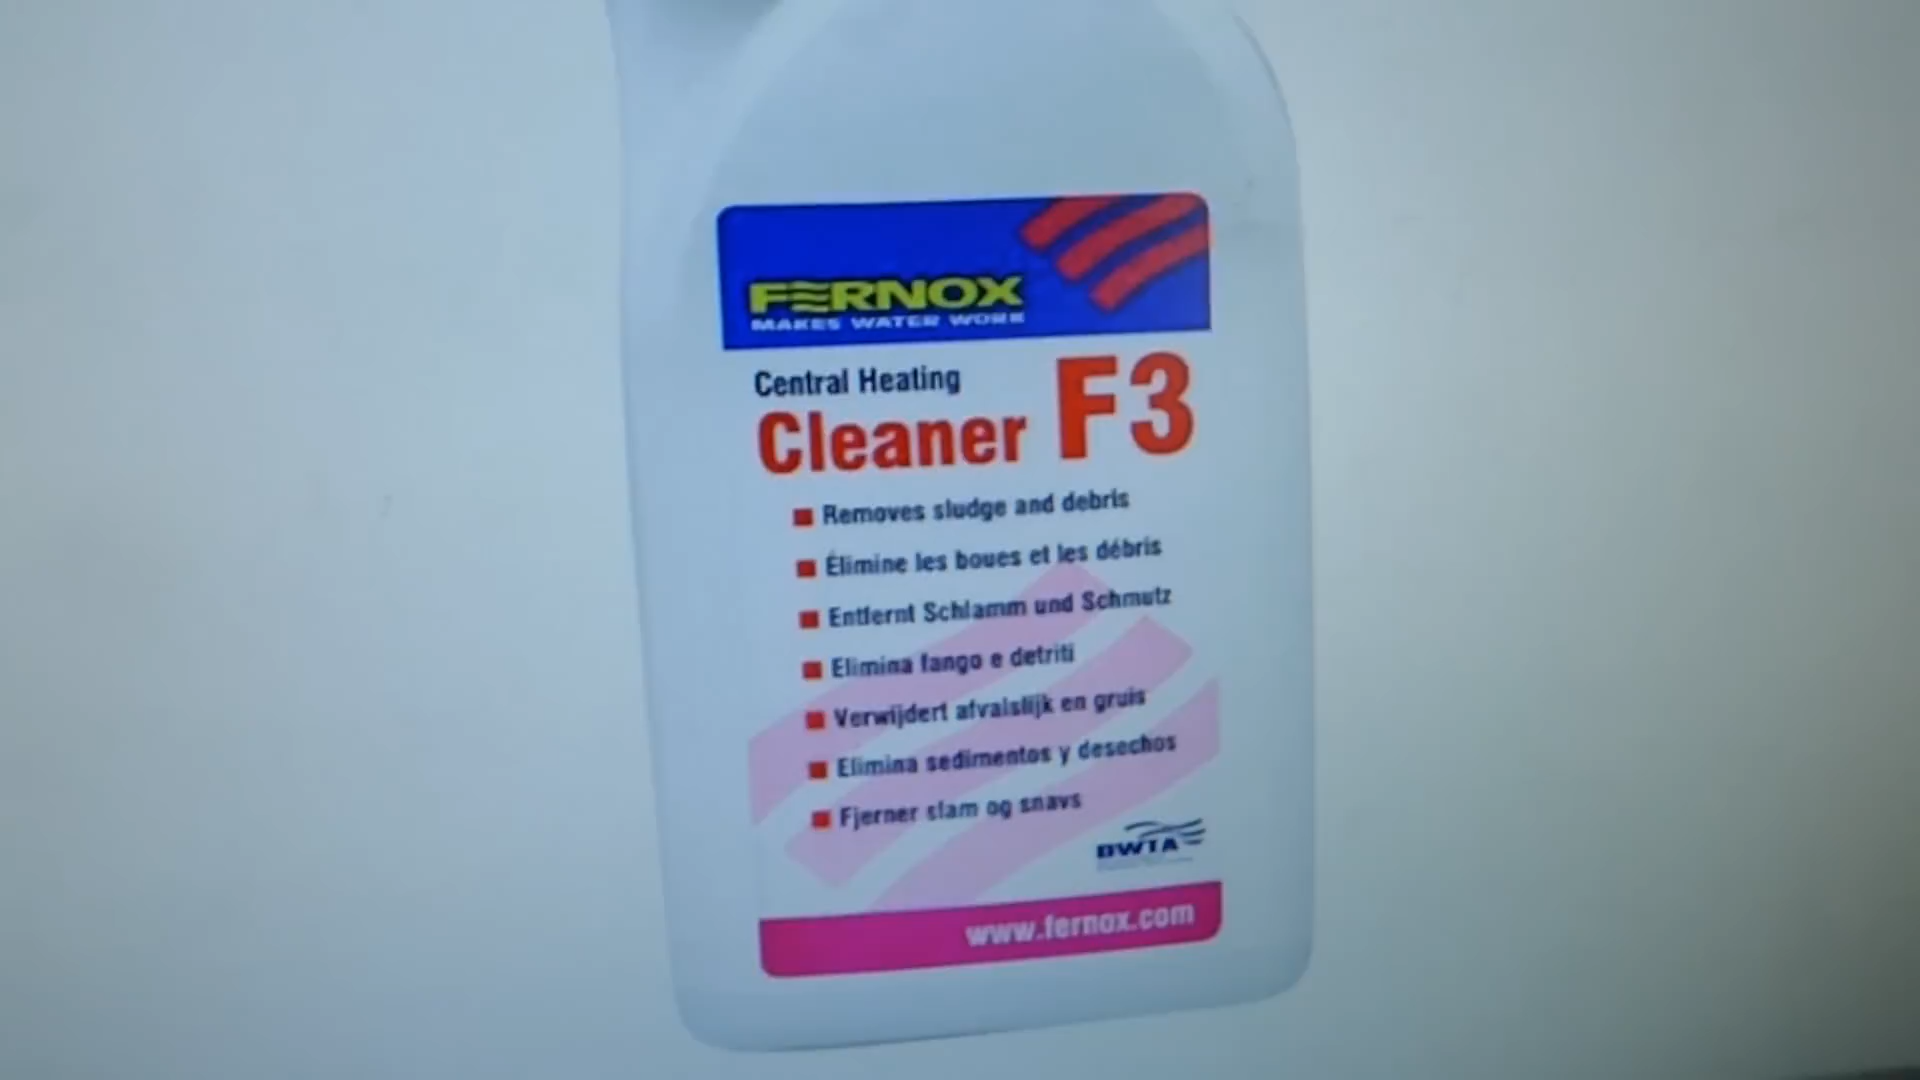 FERNOX
MAKES WATER WORK
Central Heating
Cleaner F3
Removes sludge and debris
Élimine les boues et les débris
Entfernt Schlamm und Schmutz
Elimina fango e detriti
Verwijdert afvalslijk en gruis
Elimina sedimentos y desechos
Fjerner slam og snavs
BWTA
www.fernox.com